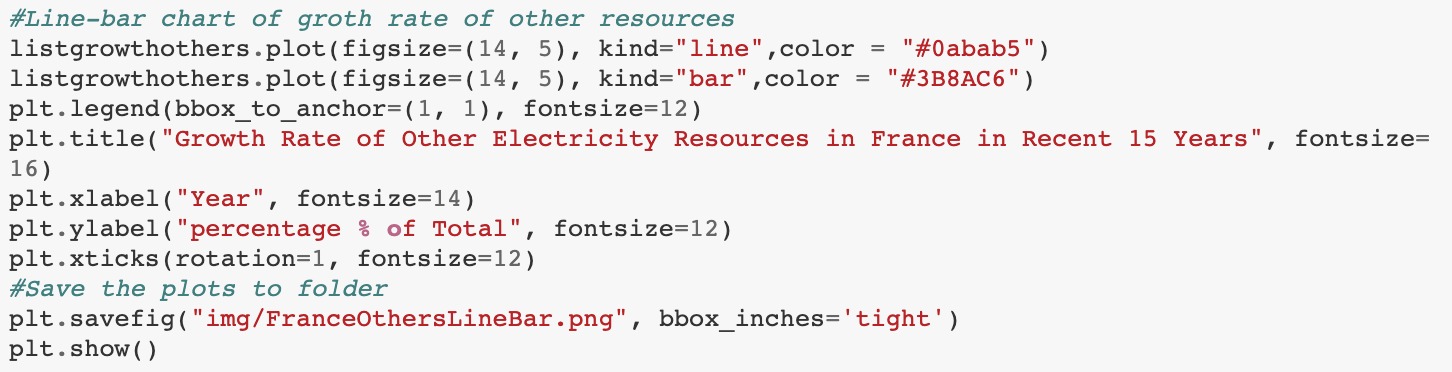 #Line-bar chart of groth rate of other resources
listgrowthothers.plot(figsize=(14, 5), kind="line",color = "#0abab5")
listgrowthothers.plot(figsize=(14, 5), kind="bar",color = "#3B8AC6")
plt.legend(bbox_to_anchor=(1, 1), fontsize=12)
plt.title("Growth Rate of Other Electricity Resources in France in Recent 15 Years", fontsize=
16)
plt.xlabel("Year", fontsize=14)
plt.ylabel("percentage % of Total", fontsize=12)
plt.xticks(rotation=1, fontsize=12)
#Save the plots to folder
plt.savefig("img/FranceOthersLineBar.png", bbox_inches='tight')
plt.show()